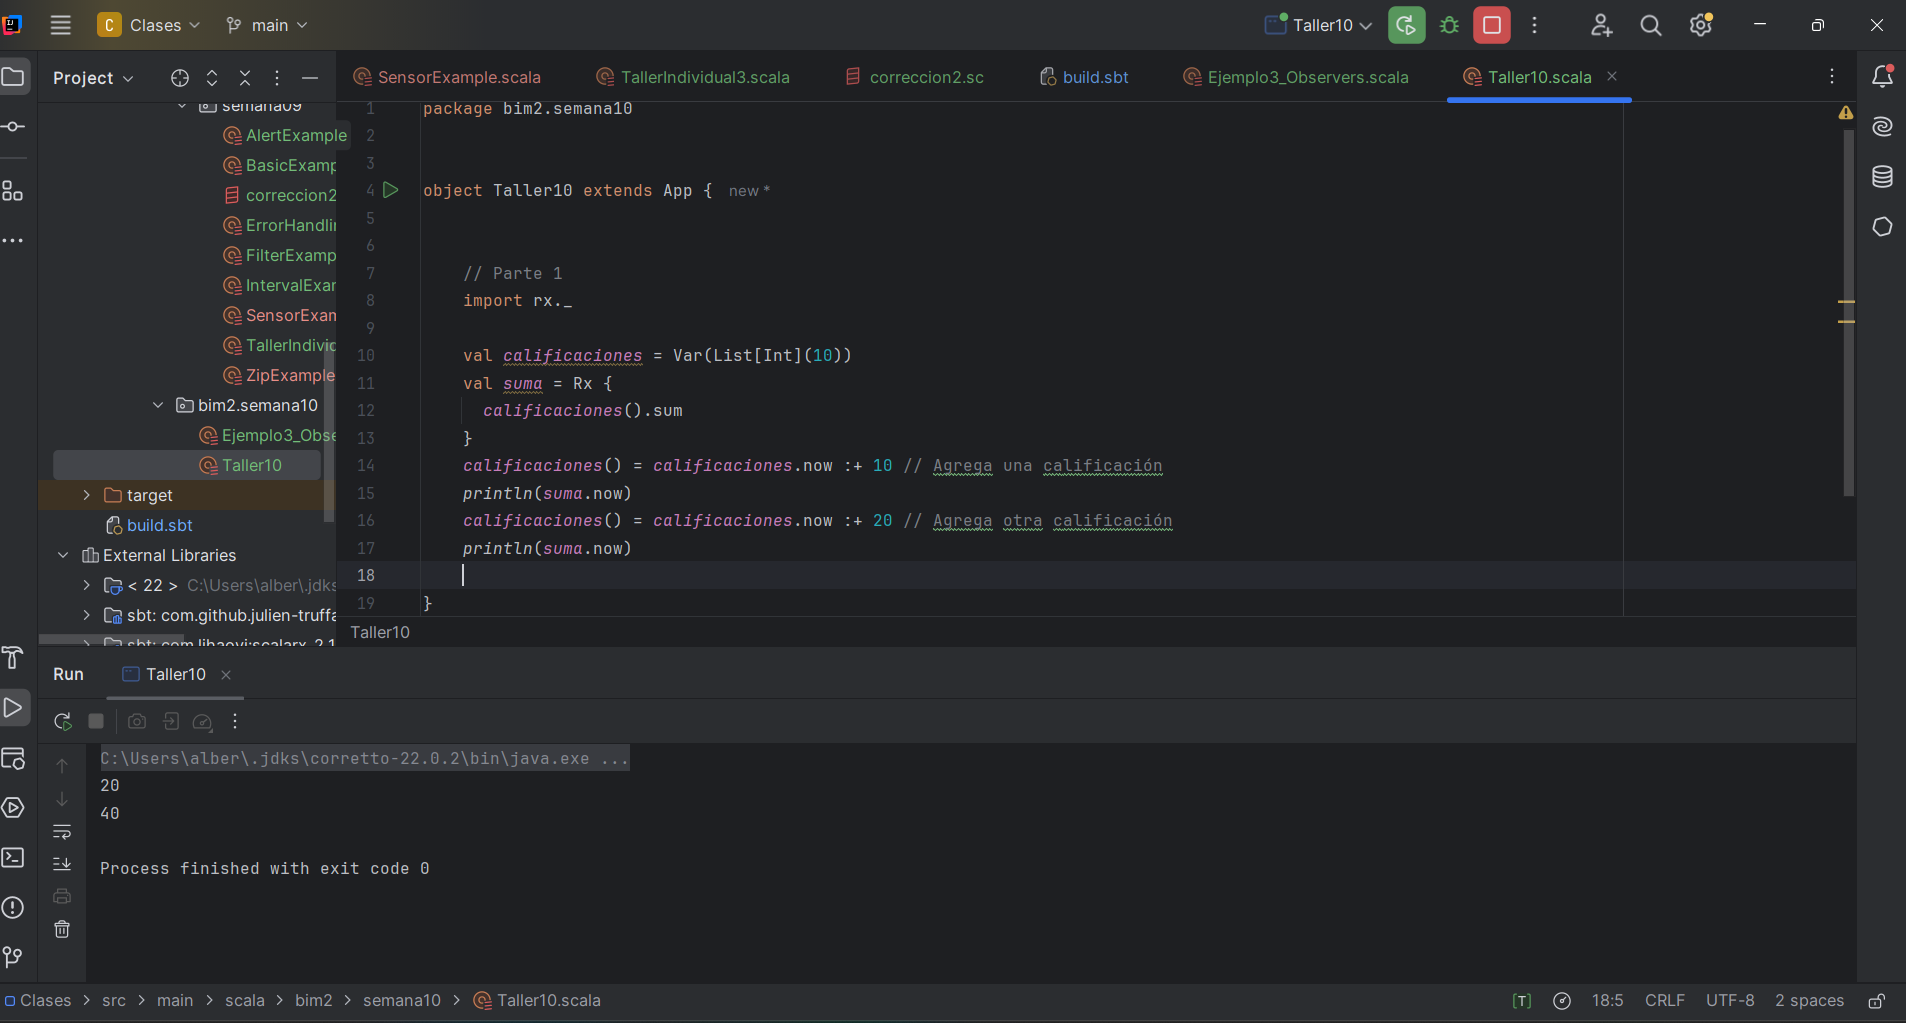 C Clases main Taller10
Project SensorExample.scala TallerIndividual3.scala correccion2.sc build.sbt Ejemplo3_Observers.scala Taller10.scala
semana09
AlertExample
BasicExamp
correccion2
ErrorHandlin
FilterExamp
IntervalExar
SensorExam
TallerIndivid
ZipExample
bim2.semana10
Ejemplo3_Obse
Taller10
target
build.sbt
External Libraries
< 22 > C:\Users\alber\.jdks
sbt: com.github.julien-truffa
sbt: com.lihaoyi:scalarx_2.1
1 package bim2.semana10
2
3
4 object Taller10 extends App { new *
5
6
7 // Parte 1
8 import rx._
9
10 val calificaciones = Var(List[Int](10))
11 val suma = Rx {
12 calificaciones().sum
13 }
14 calificaciones() = calificaciones.now :+ 10 // Agrega una calificación
15 println(suma.now)
16 calificaciones() = calificaciones.now :+ 20 // Agrega otra calificación
17 println(suma.now)
18
19 }
Taller10
Run Taller10
C:\Users\alber\.jdks\corretto-22.0.2\bin\java.exe ...
20
40
Process finished with exit code 0
Clases > src > main > scala > bim2 > semana10 > Taller10.scala [T] 18:5 CRLF UTF-8 2 spaces